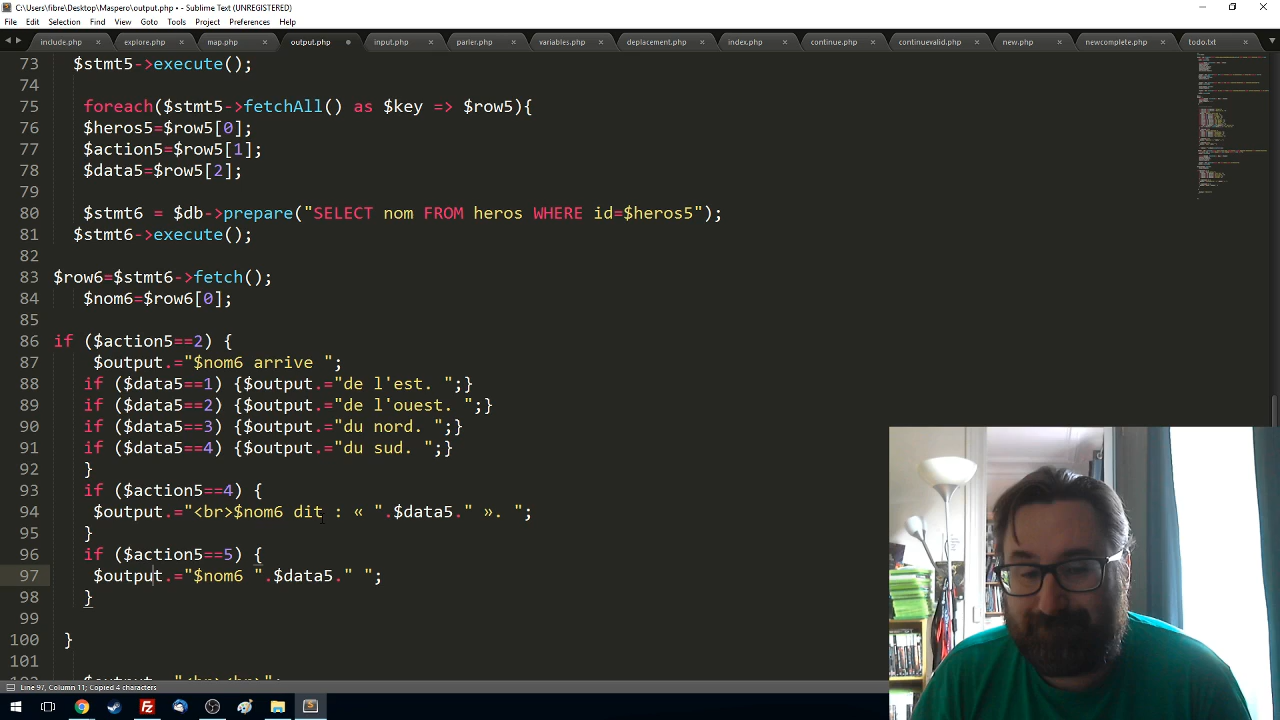 C:\Users\fibre\Desktop\Maspero\output.php • - Sublime Text (UNREGISTERED)
File Edit Selection Find View Goto Tools Project Preferences Help
include.php explore.php map.php output.php input.php parler.php variables.php deplacement.php index.php continue.php continuevalid.php new.php newcomplete.php todo.txt
73 $stmt5->execute();
74
75 foreach($stmt5->fetchAll() as $key => $row5){
76 $heros5=$row5[0];
77 $action5=$row5[1];
78 $data5=$row5[2];
79
80 $stmt6 = $db->prepare("SELECT nom FROM heros WHERE id=$heros5");
81 $stmt6->execute();
82
83 $row6=$stmt6->fetch();
84 $nom6=$row6[0];
85
86 if ($action5==2) {
87 $output.="$nom6 arrive ";
88 if ($data5==1) {$output.="de l'est. ";}
89 if ($data5==2) {$output.="de l'ouest. ";}
90 if ($data5==3) {$output.="du nord. ";}
91 if ($data5==4) {$output.="du sud. ";}
92 }
93 if ($action5==4) {
94 $output.="<br>$nom6 dit : « ".$data5." ». ";
95 }
96 if ($action5==5) {
97 $output.="$nom6 ".$data5." ";
98 }
99
100 }
101
Line 97, Column 11; Copied 4 characters